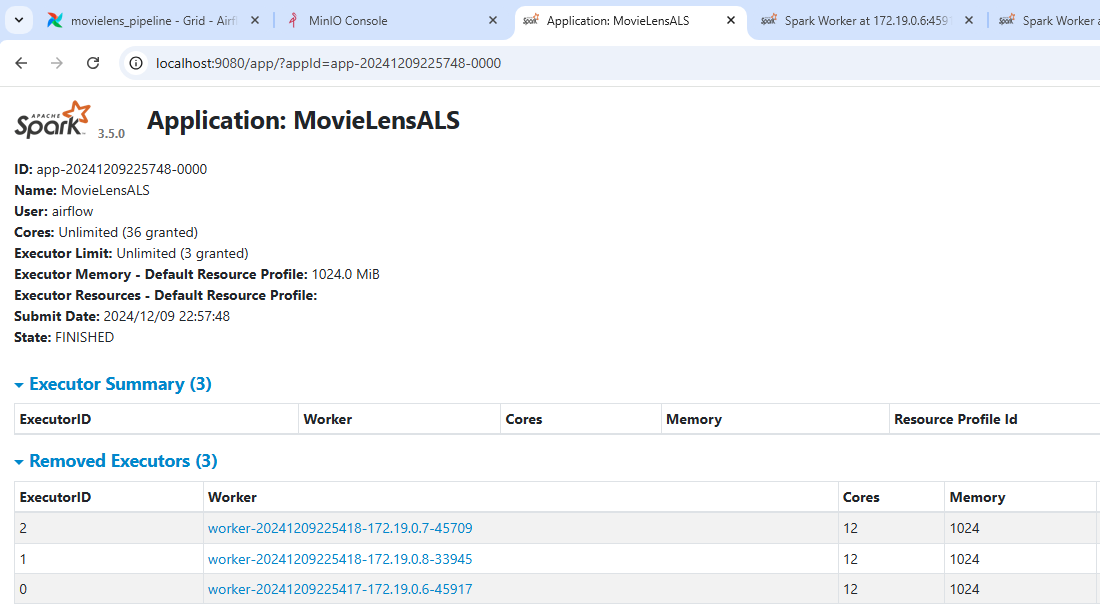 movielens_pipeline - Grid - Airf
MinIO Console
Application: MovieLensALS
Spark Worker at 172.19.0.6:459
Spark Worker a
localhost:9080/app/?appId=app-20241209225748-0000
APACHE
Spark 3.5.0
Application: MovieLensALS
ID: app-20241209225748-0000
Name: MovieLensALS
User: airflow
Cores: Unlimited (36 granted)
Executor Limit: Unlimited (3 granted)
Executor Memory - Default Resource Profile: 1024.0 MiB
Executor Resources - Default Resource Profile:
Submit Date: 2024/12/09 22:57:48
State: FINISHED
Executor Summary (3)
ExecutorID Worker Cores Memory Resource Profile Id
Removed Executors (3)
ExecutorID Worker Cores Memory
2 worker-20241209225418-172.19.0.7-45709 12 1024
1 worker-20241209225418-172.19.0.8-33945 12 1024
0 worker-20241209225417-172.19.0.6-45917 12 1024